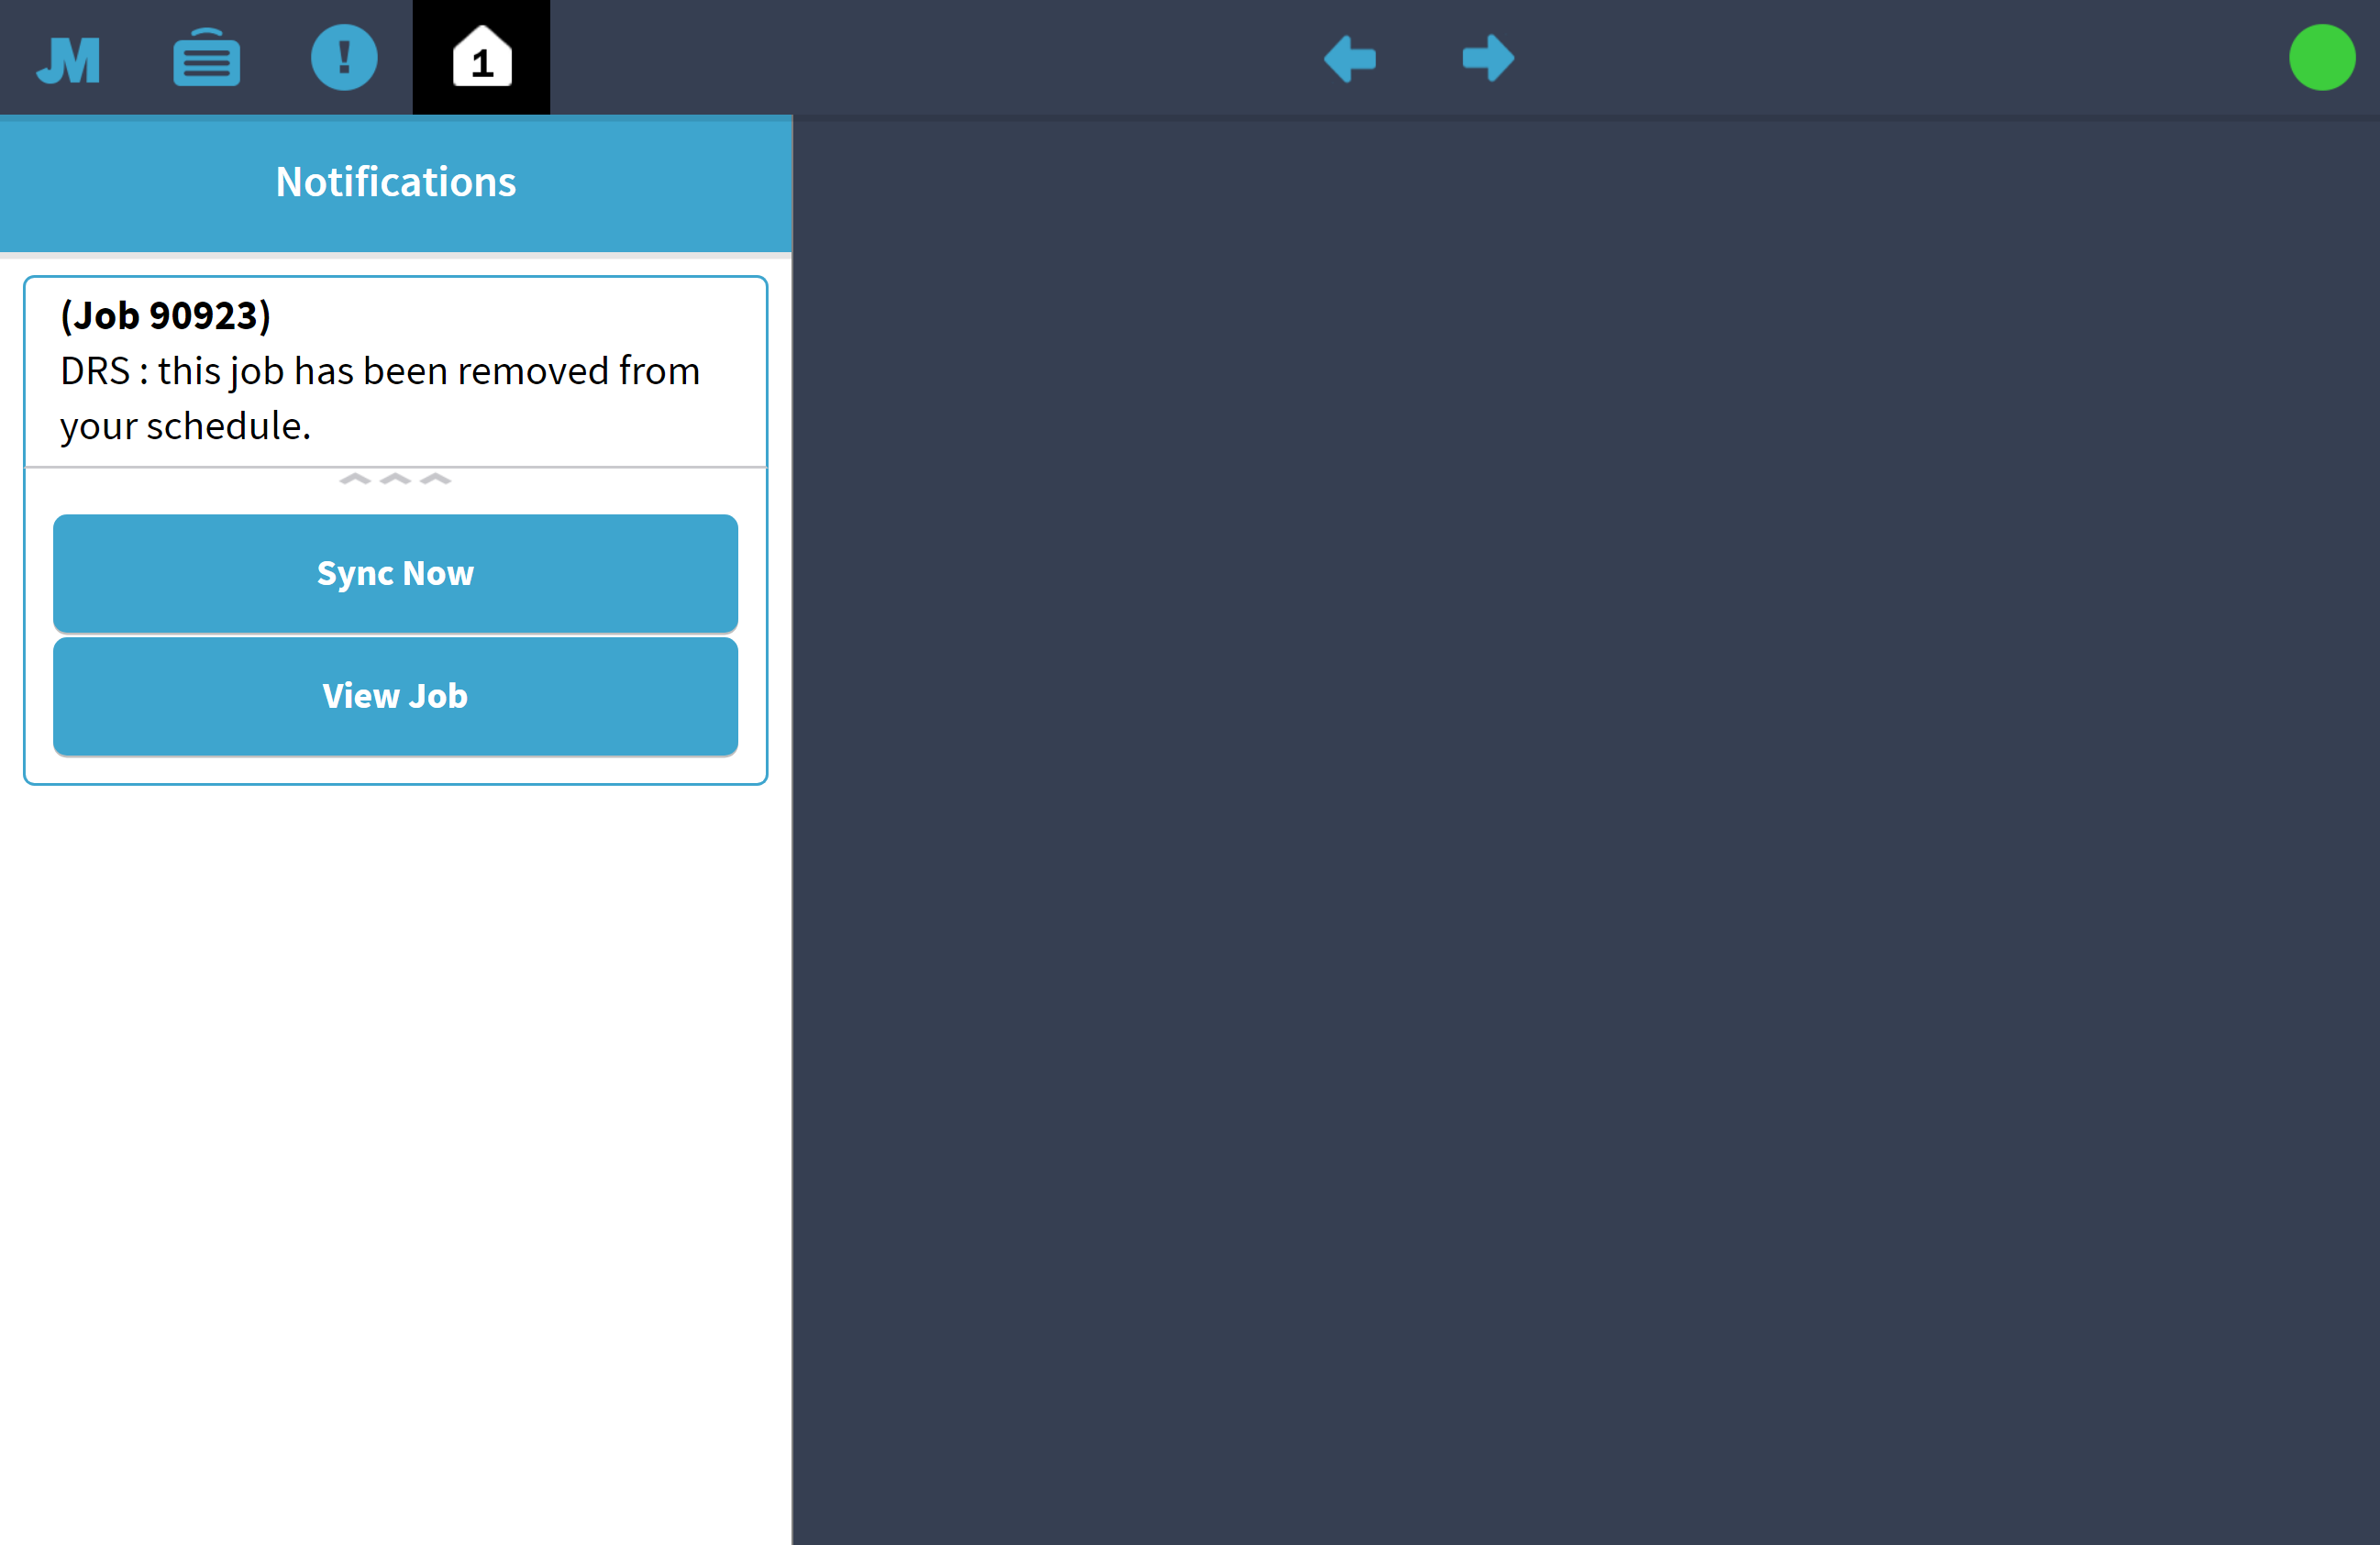 JM
!
1
Notifications
(Job 90923)
DRS : this job has been removed from
your schedule.
Sync Now
View Job